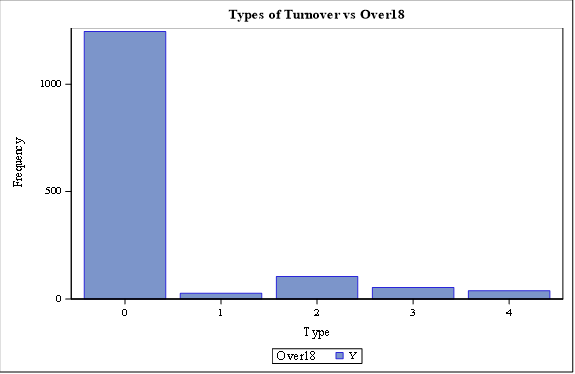 Types of Turnover vs Over18
1000
500
0
Frequency
0 1 2 3 4
Type
Over18 Y